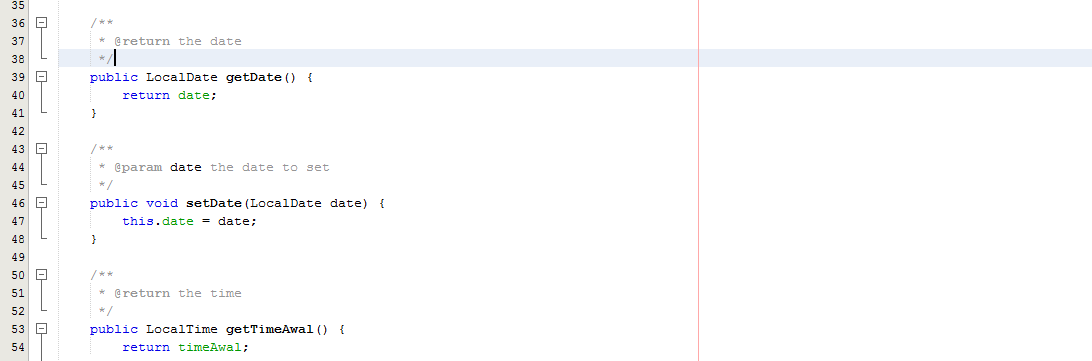 35
36 /**
37 * @return the date
38 */
39 public LocalDate getDate() {
40 return date;
41 }
42
43 /**
44 * @param date the date to set
45 */
46 public void setDate(LocalDate date) {
47 this.date = date;
48 }
49
50 /**
51 * @return the time
52 */
53 public LocalTime getTimeAwal() {
54 return timeAwal;